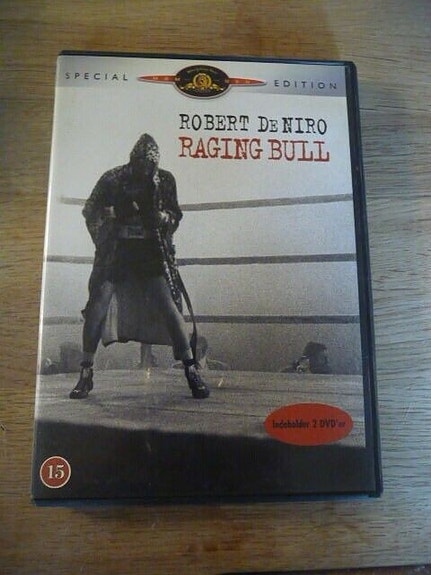 SPECIAL EDITION
ROBERT DE NIRO
RAGING BULL
Indeholder 2 DVD'er
15